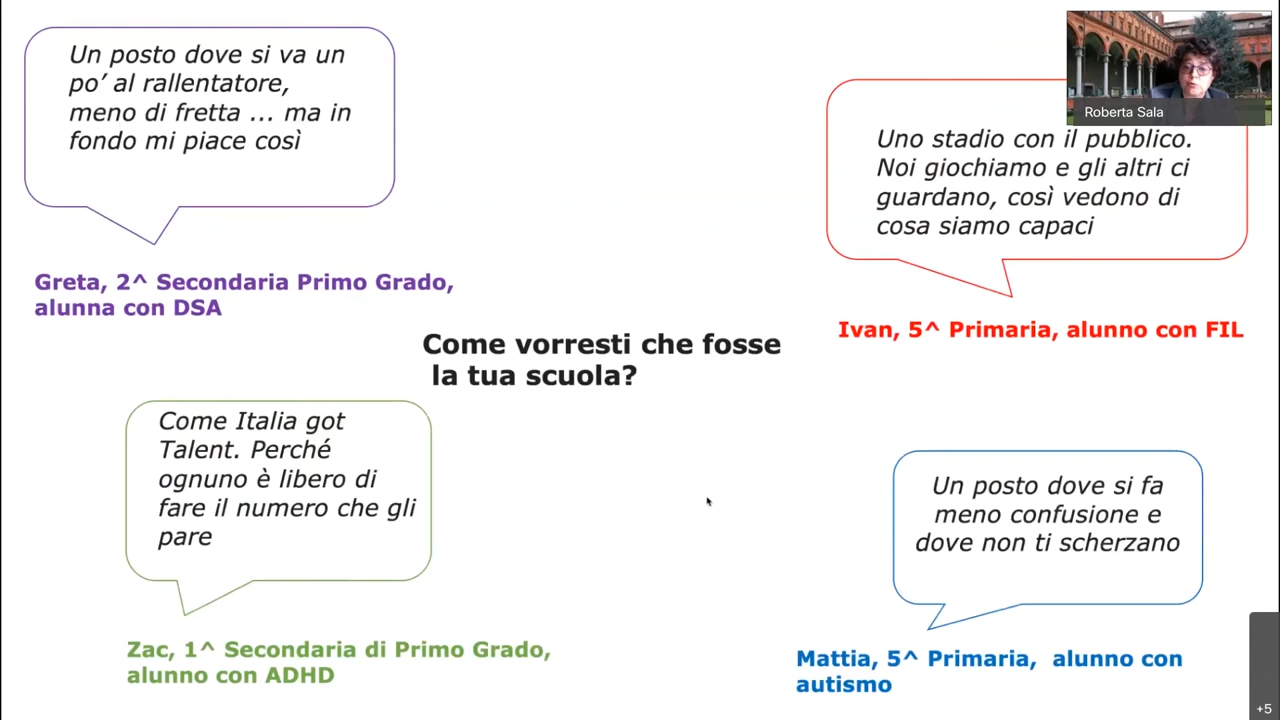 Un posto dove si va un
po’ al rallentatore,
meno di fretta ... ma in
fondo mi piace così
Greta, 2^ Secondaria Primo Grado,
alunna con DSA
Roberta Sala
Uno stadio con il pubblico.
Noi giochiamo e gli altri ci
guardano, così vedono di
cosa siamo capaci
Ivan, 5^ Primaria, alunno con FIL
Come vorresti che fosse
la tua scuola?
Come Italia got
Talent. Perché
ognuno è libero di
fare il numero che gli
pare
Zac, 1^ Secondaria di Primo Grado,
alunno con ADHD
Un posto dove si fa
meno confusione e
dove non ti scherzano
Mattia, 5^ Primaria, alunno con
autismo
+5